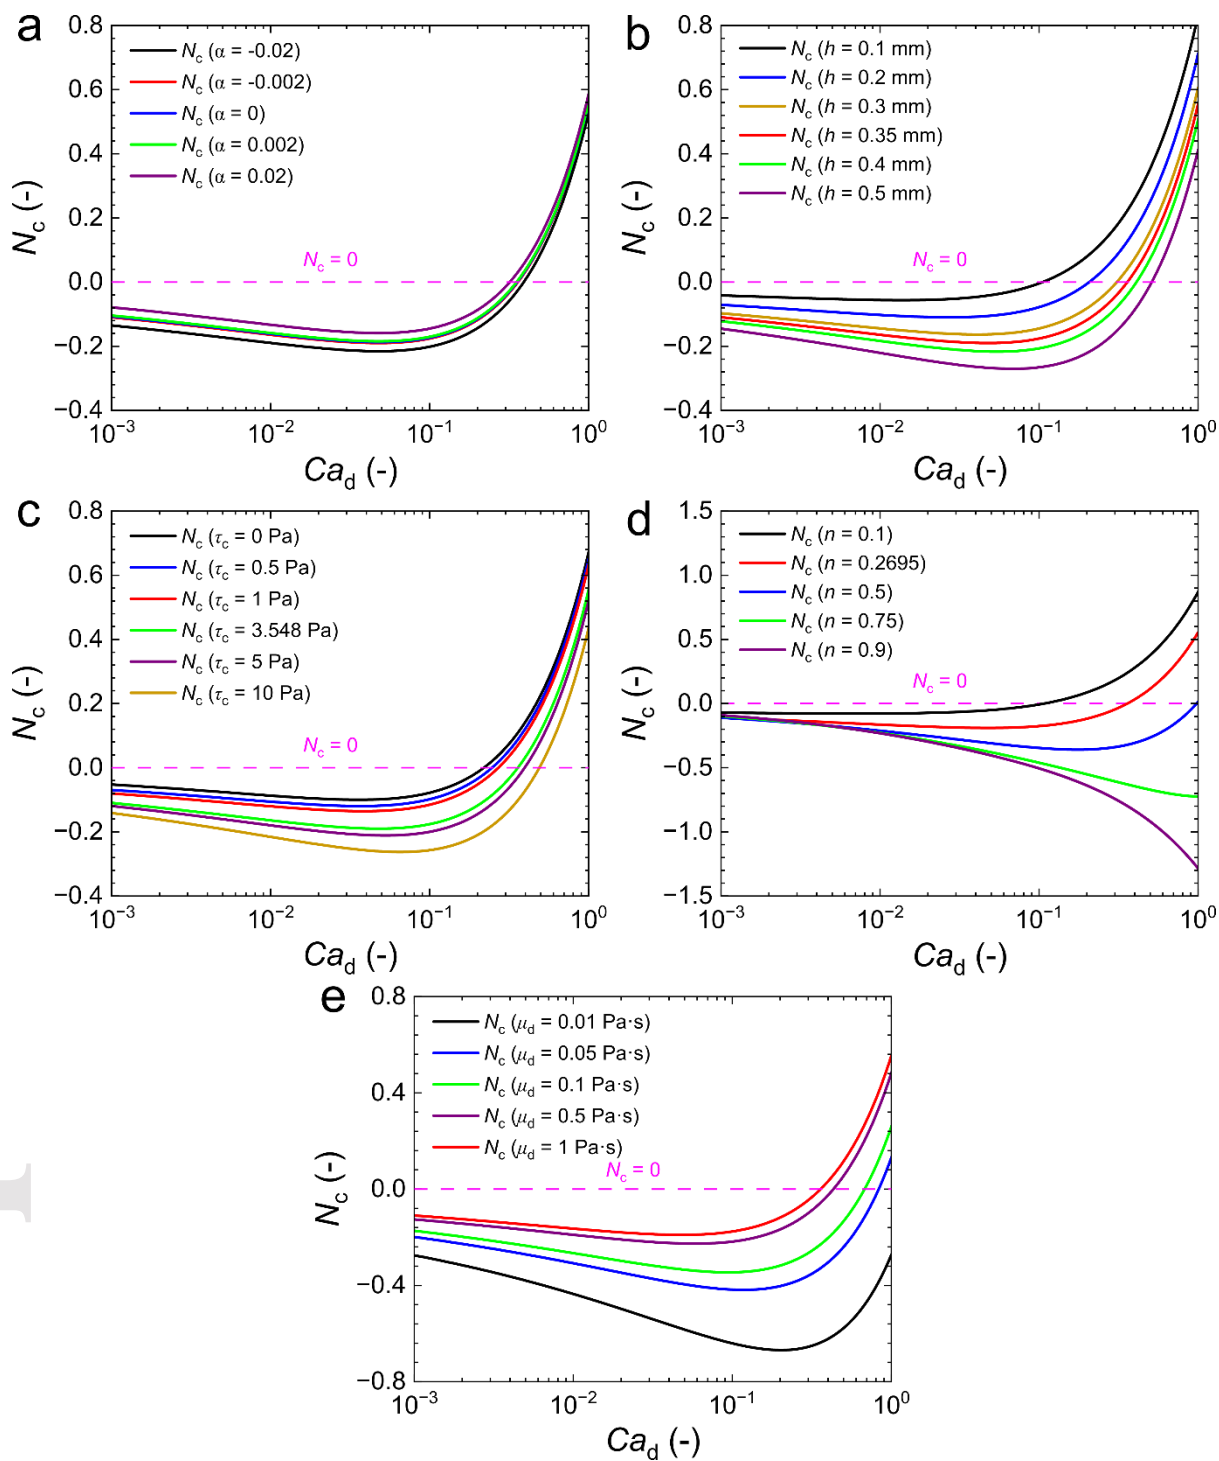 a
N_c (α = -0.02)
N_c (α = -0.002)
N_c (α = 0)
N_c (α = 0.002)
N_c (α = 0.02)
N_c = 0
0.8
0.6
0.4
0.2
0.0
−0.2
−0.4
N_c (-)
10⁻³ 10⁻² 10⁻¹ 10⁰
Ca_d (-)
b
N_c (h = 0.1 mm)
N_c (h = 0.2 mm)
N_c (h = 0.3 mm)
N_c (h = 0.35 mm)
N_c (h = 0.4 mm)
N_c (h = 0.5 mm)
N_c = 0
0.8
0.6
0.4
0.2
0.0
−0.2
−0.4
N_c (-)
10⁻³ 10⁻² 10⁻¹ 10⁰
Ca_d (-)
c
N_c (τ_c = 0 Pa)
N_c (τ_c = 0.5 Pa)
N_c (τ_c = 1 Pa)
N_c (τ_c = 3.548 Pa)
N_c (τ_c = 5 Pa)
N_c (τ_c = 10 Pa)
N_c = 0
0.8
0.6
0.4
0.2
0.0
−0.2
−0.4
N_c (-)
10⁻³ 10⁻² 10⁻¹ 10⁰
Ca_d (-)
d
N_c (n = 0.1)
N_c (n = 0.2695)
N_c (n = 0.5)
N_c (n = 0.75)
N_c (n = 0.9)
N_c = 0
1.5
1.0
0.5
0.0
−0.5
−1.0
−1.5
N_c (-)
10⁻³ 10⁻² 10⁻¹ 10⁰
Ca_d (-)
e
N_c (μ_d = 0.01 Pa·s)
N_c (μ_d = 0.05 Pa·s)
N_c (μ_d = 0.1 Pa·s)
N_c (μ_d = 0.5 Pa·s)
N_c (μ_d = 1 Pa·s)
N_c = 0
0.8
0.4
0.0
−0.4
−0.8
N_c (-)
10⁻³ 10⁻² 10⁻¹ 10⁰
Ca_d (-)